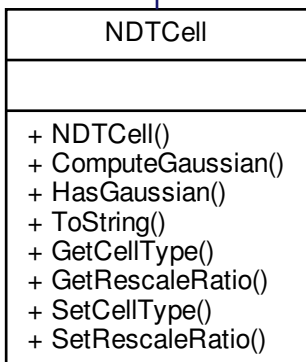 NDTCell
+ NDTCell()
+ ComputeGaussian()
+ HasGaussian()
+ ToString()
+ GetCellType()
+ GetRescaleRatio()
+ SetCellType()
+ SetRescaleRatio()